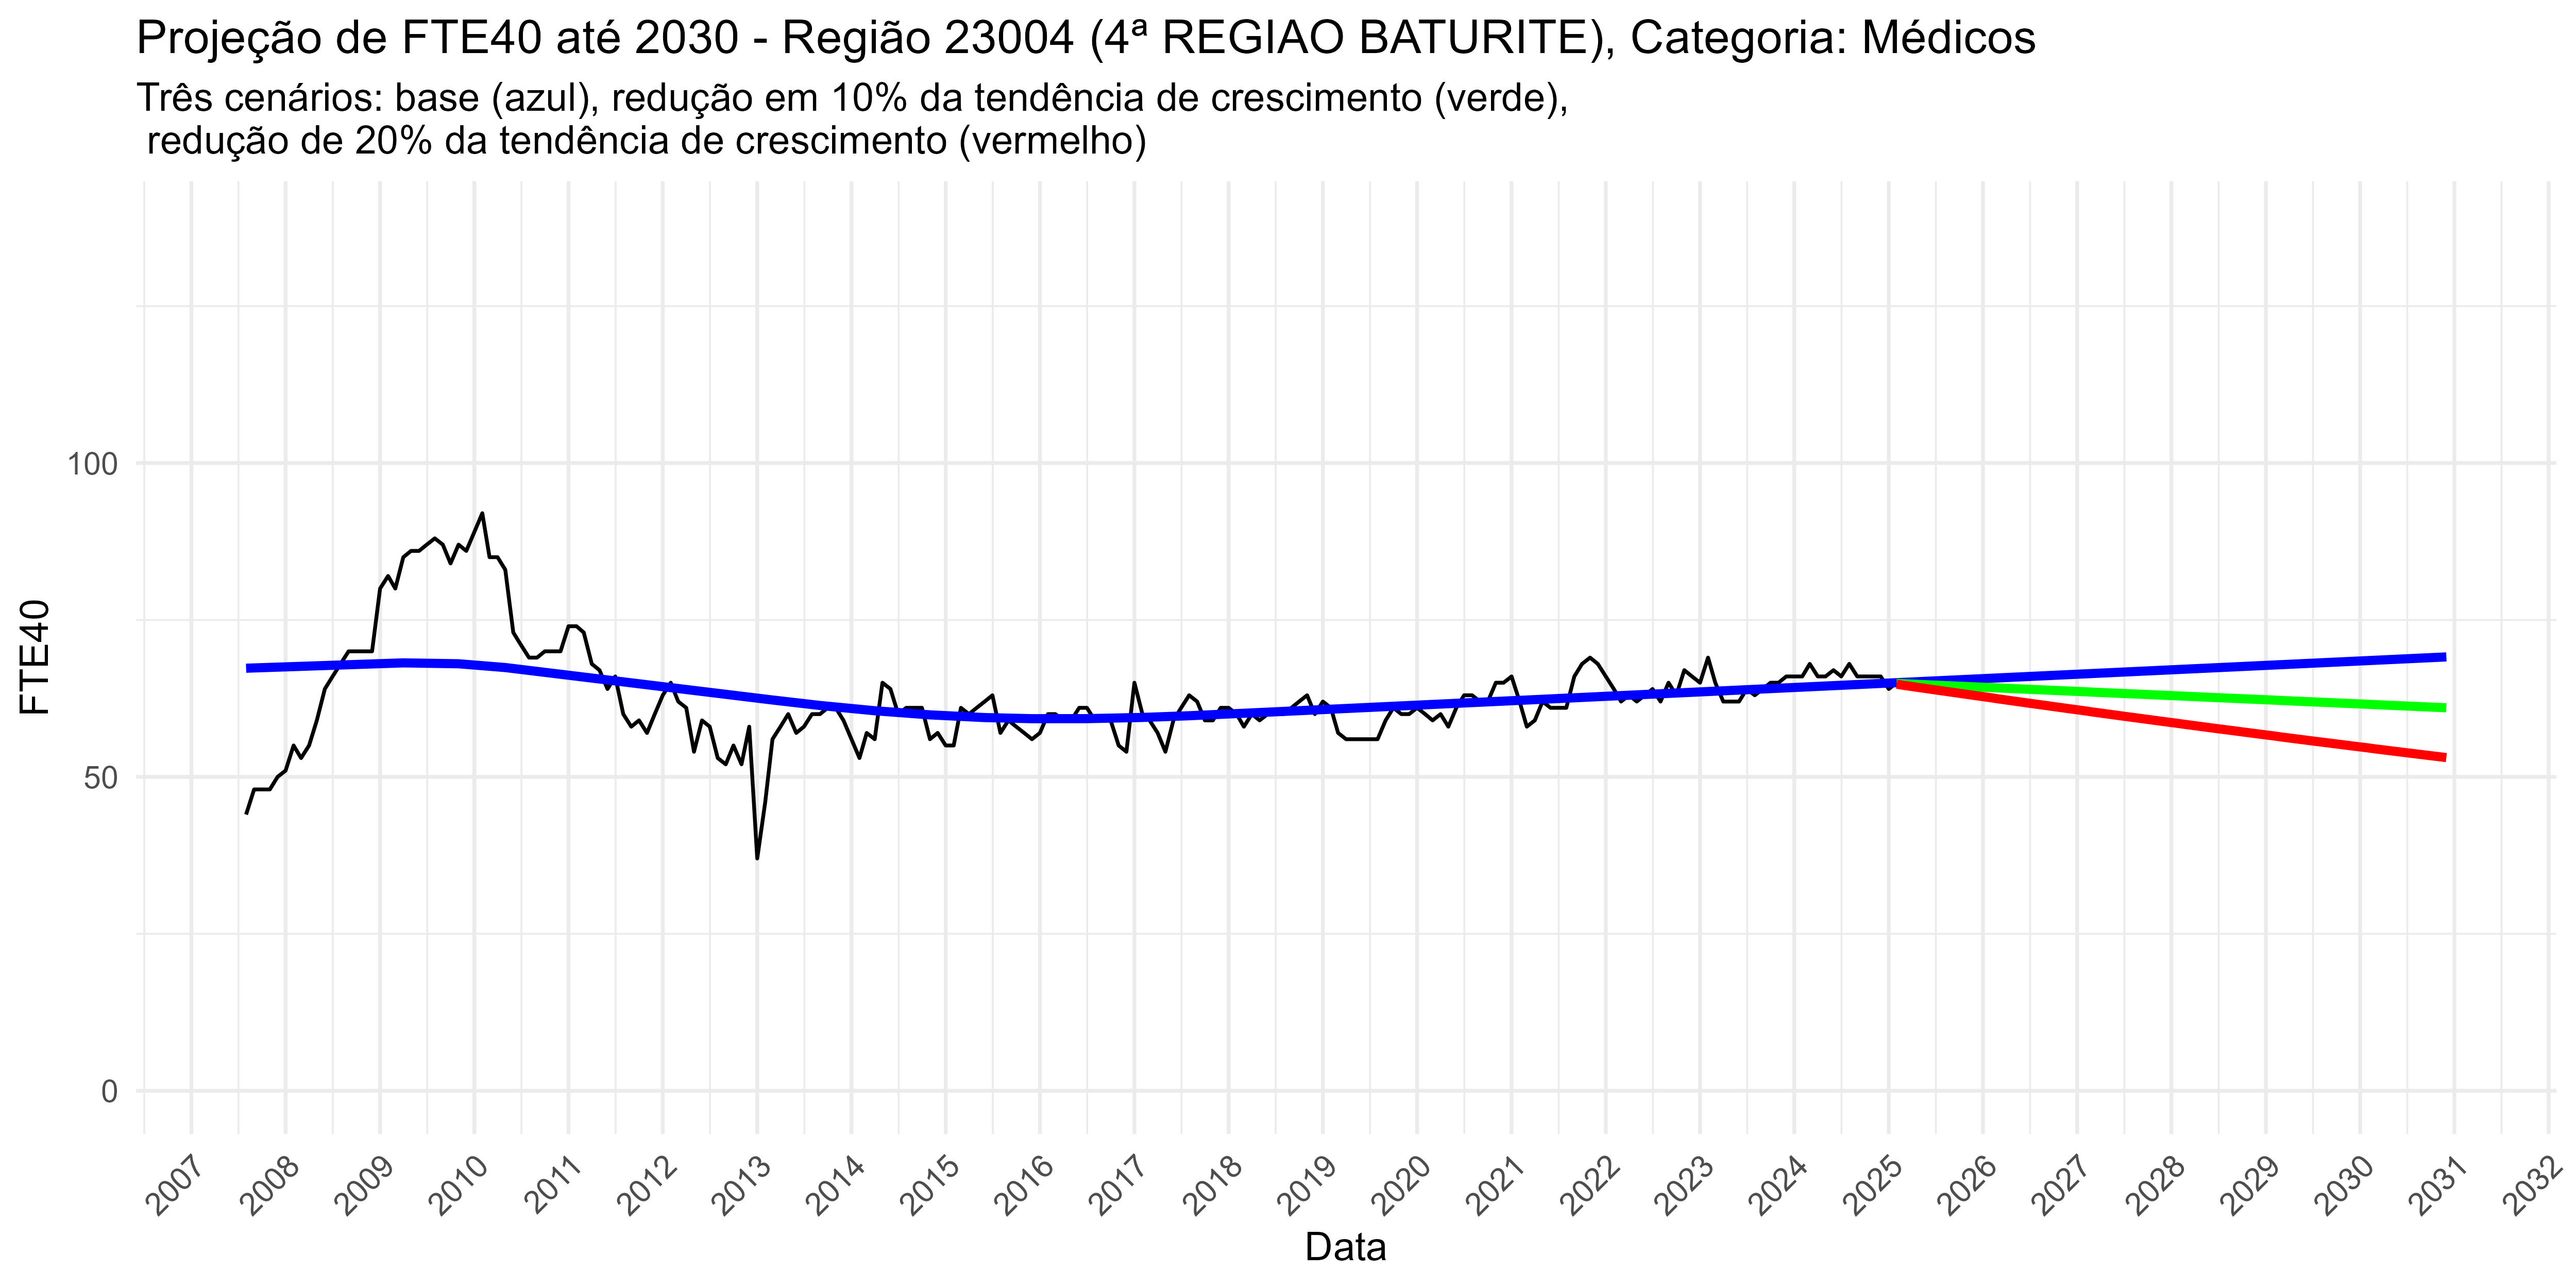 Projeção de FTE40 até 2030 - Região 23004 (4ª REGIAO BATURITE), Categoria: Médicos
Três cenários: base (azul), redução em 10% da tendência de crescimento (verde),
redução de 20% da tendência de crescimento (vermelho)
FTE40
100
50
0
2007 2008 2009 2010 2011 2012 2013 2014 2015 2016 2017 2018 2019 2020 2021 2022 2023 2024 2025 2026 2027 2028 2029 2030 2031 2032
Data